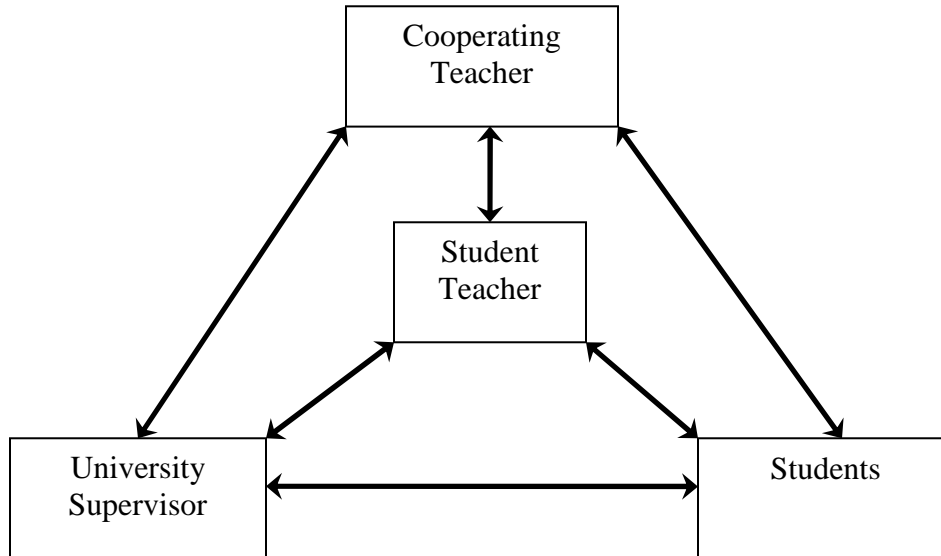 Cooperating
Teacher
Student
Teacher
University
Supervisor
Students